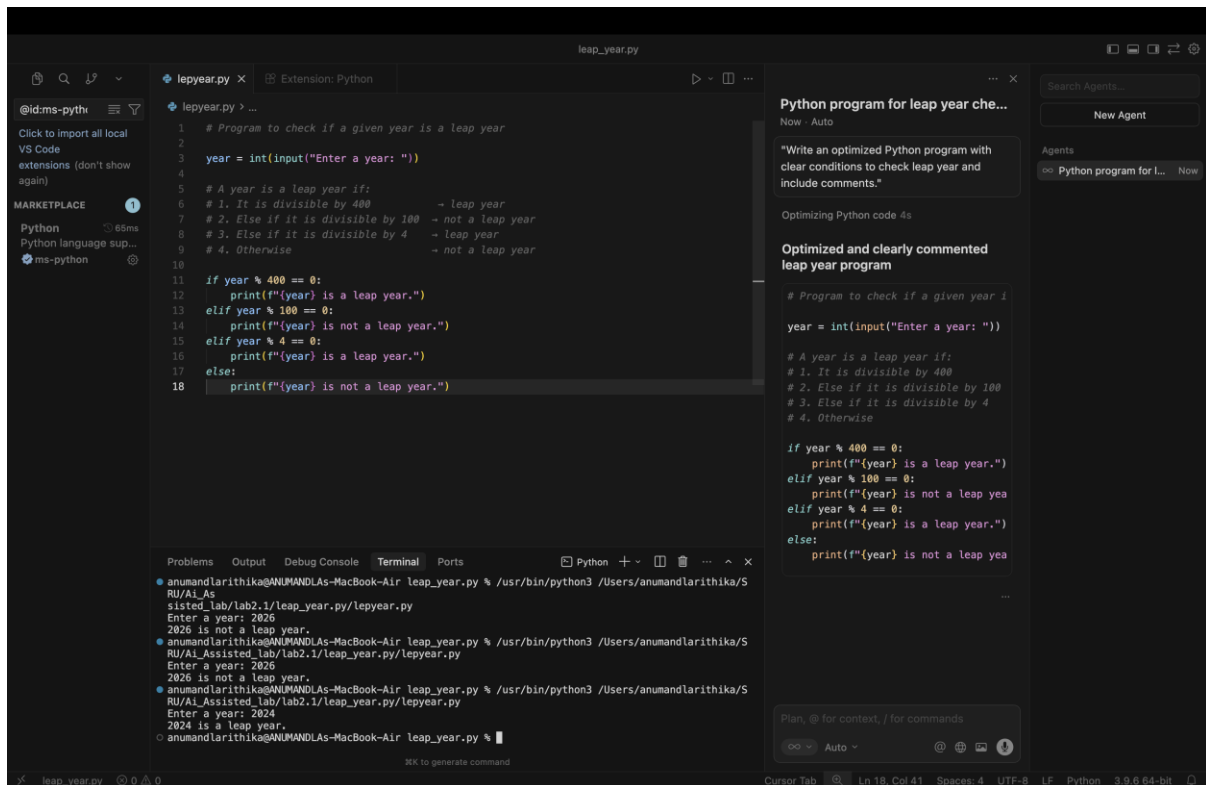 leap_year.py
@id:ms-pytho
Click to import all local
VS Code
extensions (don't show
again)
MARKETPLACE
1
Python 65ms
Python language sup...
ms-python
lepyear.py
Extension: Python
lepyear.py > ...
1 # Program to check if a given year is a leap year
2
3 year = int(input("Enter a year: "))
4
5 # A year is a leap year if:
6 # 1. It is divisible by 400 → leap year
7 # 2. Else if it is divisible by 100 → not a leap year
8 # 3. Else if it is divisible by 4 → leap year
9 # 4. Otherwise → not a leap year
10
11 if year % 400 == 0:
12 print(f"{year} is a leap year.")
13 elif year % 100 == 0:
14 print(f"{year} is not a leap year.")
15 elif year % 4 == 0:
16 print(f"{year} is a leap year.")
17 else:
18 print(f"{year} is not a leap year.")
Problems Output Debug Console Terminal Ports
Python
anumandlarithika@ANUMANDLAs-MacBook-Air leap_year.py % /usr/bin/python3 /Users/anumandlarithika/S
RU/Ai_As
sisted_lab/lab2.1/leap_year.py/lepyear.py
Enter a year: 2026
2026 is not a leap year.
anumandlarithika@ANUMANDLAs-MacBook-Air leap_year.py % /usr/bin/python3 /Users/anumandlarithika/S
RU/Ai_Assisted_lab/lab2.1/leap_year.py/lepyear.py
Enter a year: 2026
2026 is not a leap year.
anumandlarithika@ANUMANDLAs-MacBook-Air leap_year.py % /usr/bin/python3 /Users/anumandlarithika/S
RU/Ai_Assisted_lab/lab2.1/leap_year.py/lepyear.py
Enter a year: 2024
2024 is a leap year.
anumandlarithika@ANUMANDLAs-MacBook-Air leap_year.py %
⌘K to generate command
Python program for leap year che...
Now · Auto
"Write an optimized Python program with
clear conditions to check leap year and
include comments."
Optimizing Python code 4s
Optimized and clearly commented
leap year program
# Program to check if a given year i
year = int(input("Enter a year: "))
# A year is a leap year if:
# 1. It is divisible by 400
# 2. Else if it is divisible by 100
# 3. Else if it is divisible by 4
# 4. Otherwise
if year % 400 == 0:
print(f"{year} is a leap year.")
elif year % 100 == 0:
print(f"{year} is not a leap yea
elif year % 4 == 0:
print(f"{year} is a leap year.")
else:
print(f"{year} is not a leap yea
Plan, @ for context, / for commands
Auto
Search Agents...
New Agent
Agents
Python program for l... Now
leap_year.py 0 0
Cursor Tab Ln 18, Col 41 Spaces: 4 UTF-8 LF Python 3.9.6 64-bit